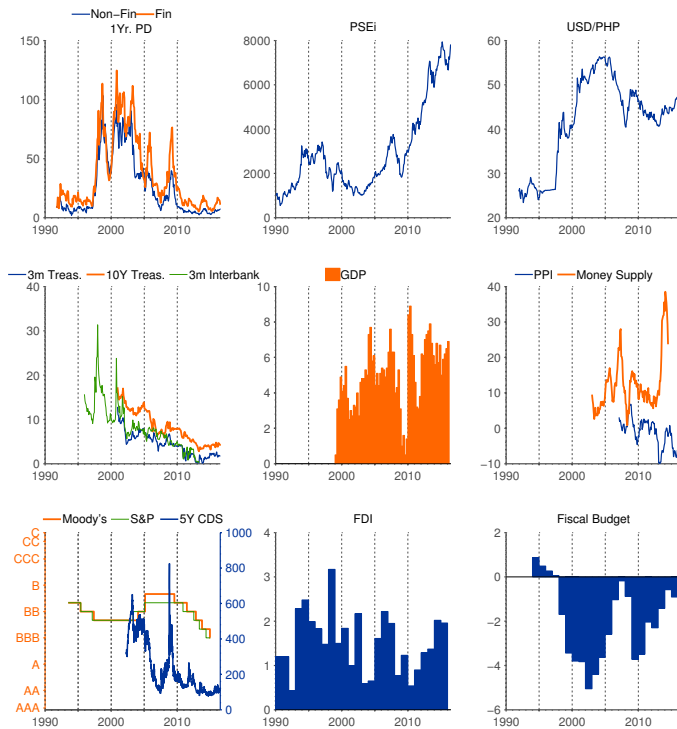 Non−Fin Fin
1Yr. PD
150
100
50
0
1990 2000 2010
PSEi
8000
6000
4000
2000
0
1990 2000 2010
USD/PHP
60
50
40
30
20
1990 2000 2010
3m Treas. 10Y Treas. 3m Interbank
40
30
20
10
0
1990 2000 2010
GDP
10
8
6
4
2
0
1990 2000 2010
PPI Money Supply
40
30
20
10
0
−10
1990 2000 2010
Moody's S&P 5Y CDS
C
CC
CCC
B
BB
BBB
A
AA
AAA
1000
800
600
400
200
0
1990 2000 2010
FDI
4
3
2
1
0
1990 2000 2010
Fiscal Budget
2
0
−2
−4
−6
1990 2000 2010